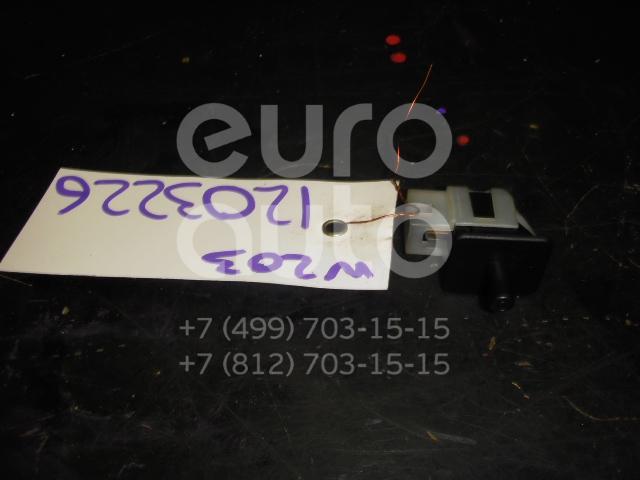 euro
auto
1203226
W203
+7 (499) 703-15-15
+7 (812) 703-15-15